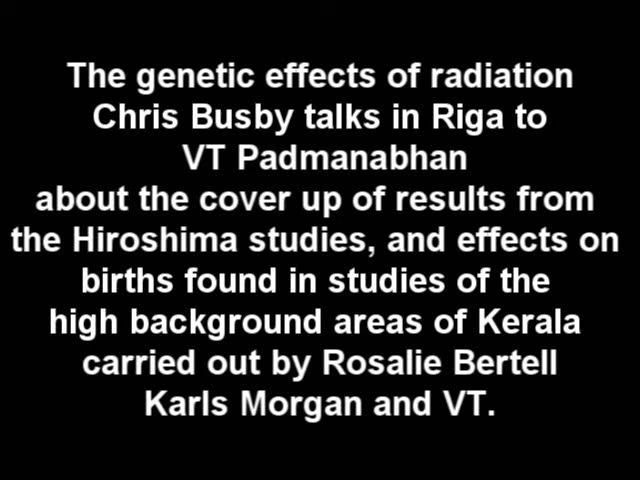 The genetic effects of radiation
Chris Busby talks in Riga to
VT Padmanabhan
about the cover up of results from
the Hiroshima studies, and effects on
births found in studies of the
high background areas of Kerala
carried out by Rosalie Bertell
Karls Morgan and VT.